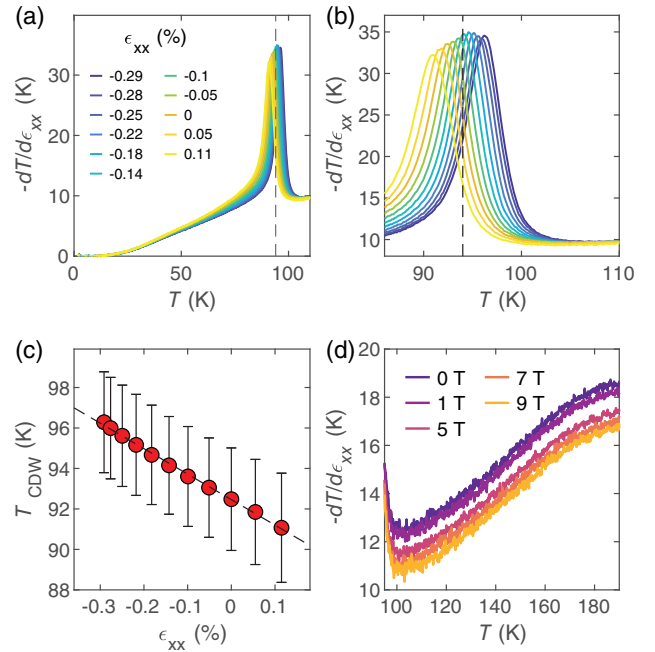 (a)
(b)
ϵxx (%)
-0.29
-0.28
-0.25
-0.22
-0.18
-0.14
-0.1
-0.05
0
0.05
0.11
0
10
20
30
-dT/dϵxx (K)
0
50
100
T (K)
10
15
20
25
30
35
-dT/dϵxx (K)
90
100
110
T (K)
(c)
(d)
88
90
92
94
96
98
TCDW (K)
-0.3
-0.2
-0.1
0
0.1
ϵxx (%)
0 T
1 T
5 T
7 T
9 T
10
12
14
16
18
20
-dT/dϵxx (K)
100
120
140
160
180
T (K)